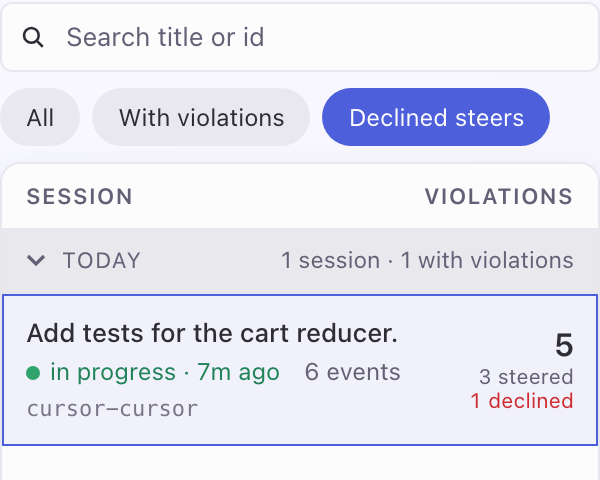 Search title or id
All With violations Declined steers
SESSION VIOLATIONS
TODAY 1 session · 1 with violations
Add tests for the cart reducer.
5
in progress · 7m ago 6 events
3 steered
cursor-cursor
1 declined